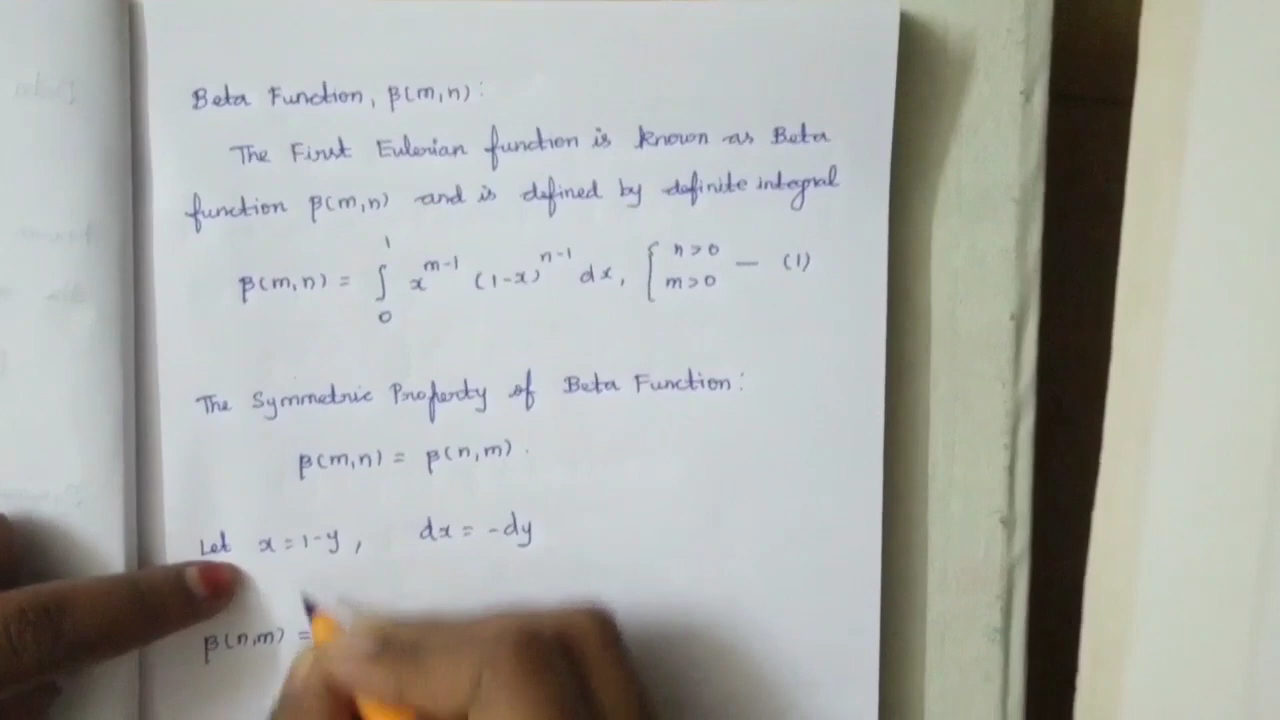 Beta Function, β(m,n):
The First Eulerian function is known as Beta
function β(m,n) and is defined by definite integral
β(m,n) = ∫₀¹ x^{m-1} (1-x)^{n-1} dx, { n>0 m>0 — (1)
The Symmetric Property of Beta Function:
β(m,n) = β(n,m).
Let x=1-y, dx = -dy
β(n,m) =